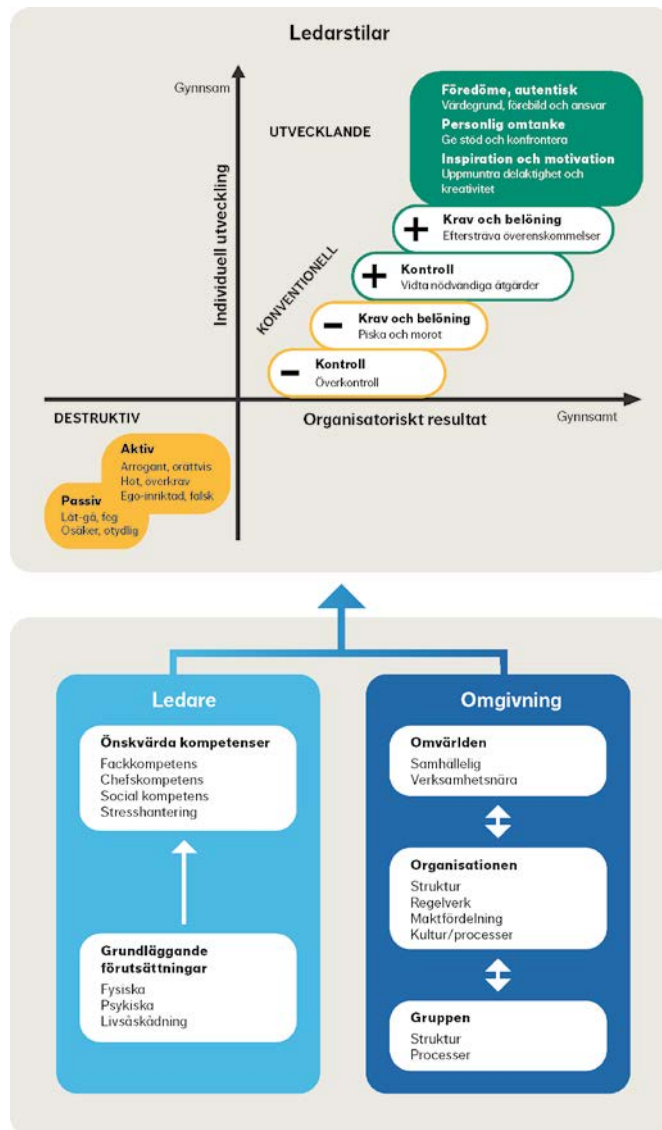 Ledarstilar
Gynnsam
Individuell utveckling
UTVECKLANDE
Föredöme, autentisk
Värdegrund, förebild och ansvar
Personlig omtanke
Ge stöd och konfrontera
Inspiration och motivation
Uppmuntra delaktighet och
kreativitet
KONVENTIONELL
+ Krav och belöning
Eftersträva överenskommelser
+ Kontroll
Vidta nödvändiga åtgärder
– Krav och belöning
Piska och morot
– Kontroll
Överkontroll
DESTRUKTIV
Organisatoriskt resultat
Gynnsamt
Aktiv
Arrogant, orättvis
Hot, överkrav
Ego-inriktad, falsk
Passiv
Låt-gå, feg
Osäker, otydlig
Ledare
Önskvärda kompetenser
Fackkompetens
Chefskompetens
Social kompetens
Stresshantering
Grundläggande
förutsättningar
Fysiska
Psykiska
Livsåskådning
Omgivning
Omvärlden
Samhällelig
Verksamhetsnära
Organisationen
Struktur
Regelverk
Maktfördelning
Kultur/processer
Gruppen
Struktur
Processer